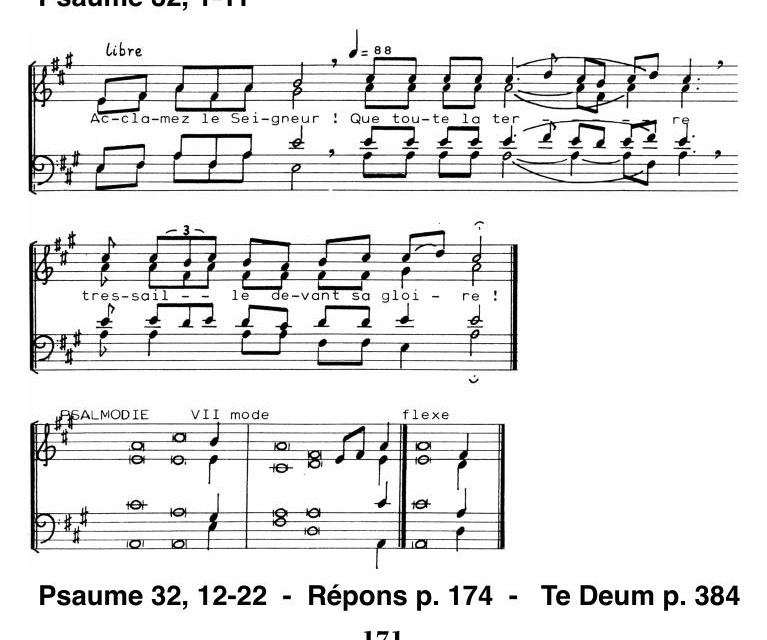 Psaume 32, 1-11
libre
= 88
Ac-cla-mez le Sei-gneur ! Que tou-te la ter - - - - re
3
tres-sail - - le de-vant sa gloi - re !
PSALMODIE VII mode flexe
Psaume 32, 12-22 - Répons p. 174 - Te Deum p. 384
171